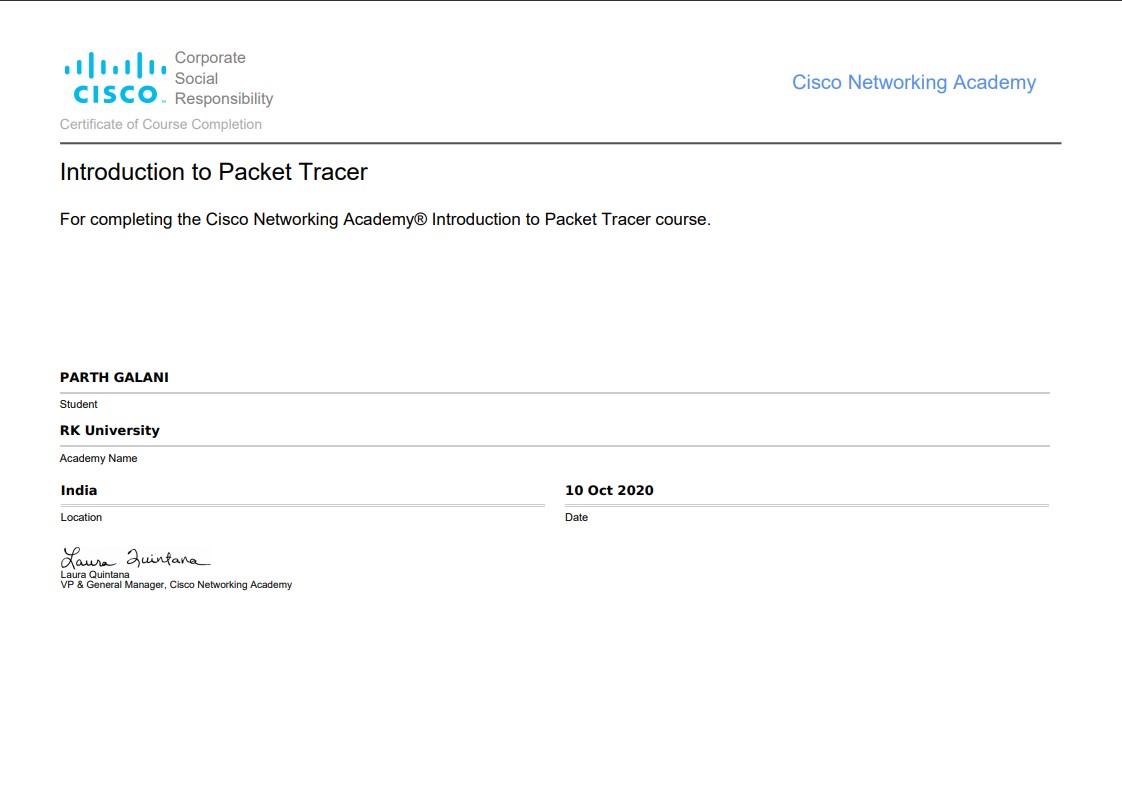 CISCO
Corporate
Social
Responsibility
Cisco Networking Academy
Certificate of Course Completion
Introduction to Packet Tracer
For completing the Cisco Networking Academy® Introduction to Packet Tracer course.
PARTH GALANI
Student
RK University
Academy Name
India
10 Oct 2020
Location
Date
Laura Quintana
Laura Quintana
VP & General Manager, Cisco Networking Academy